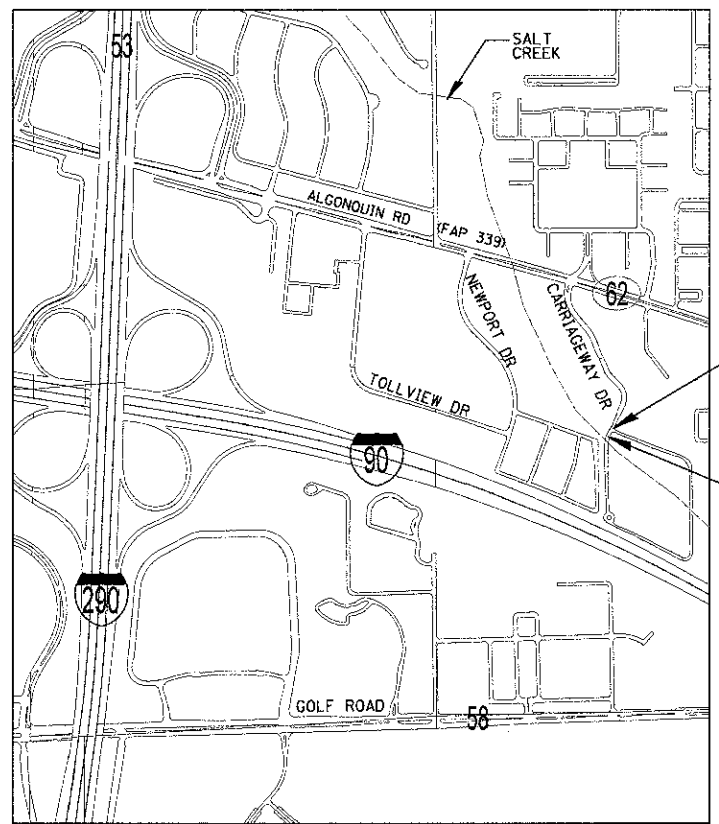 53
SALT
CREEK
ALGONQUIN RD
(FAP 339)
62
NEWPORT DR
CARRIAGEWAY DR
TOLLVIEW DR
90
290
GOLF ROAD
58